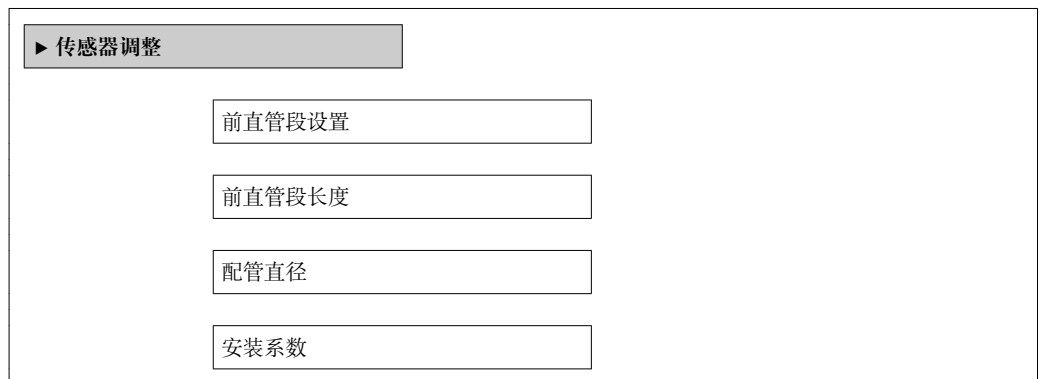 ▶ 传感器调整
前直管段设置
前直管段长度
配管直径
安装系数